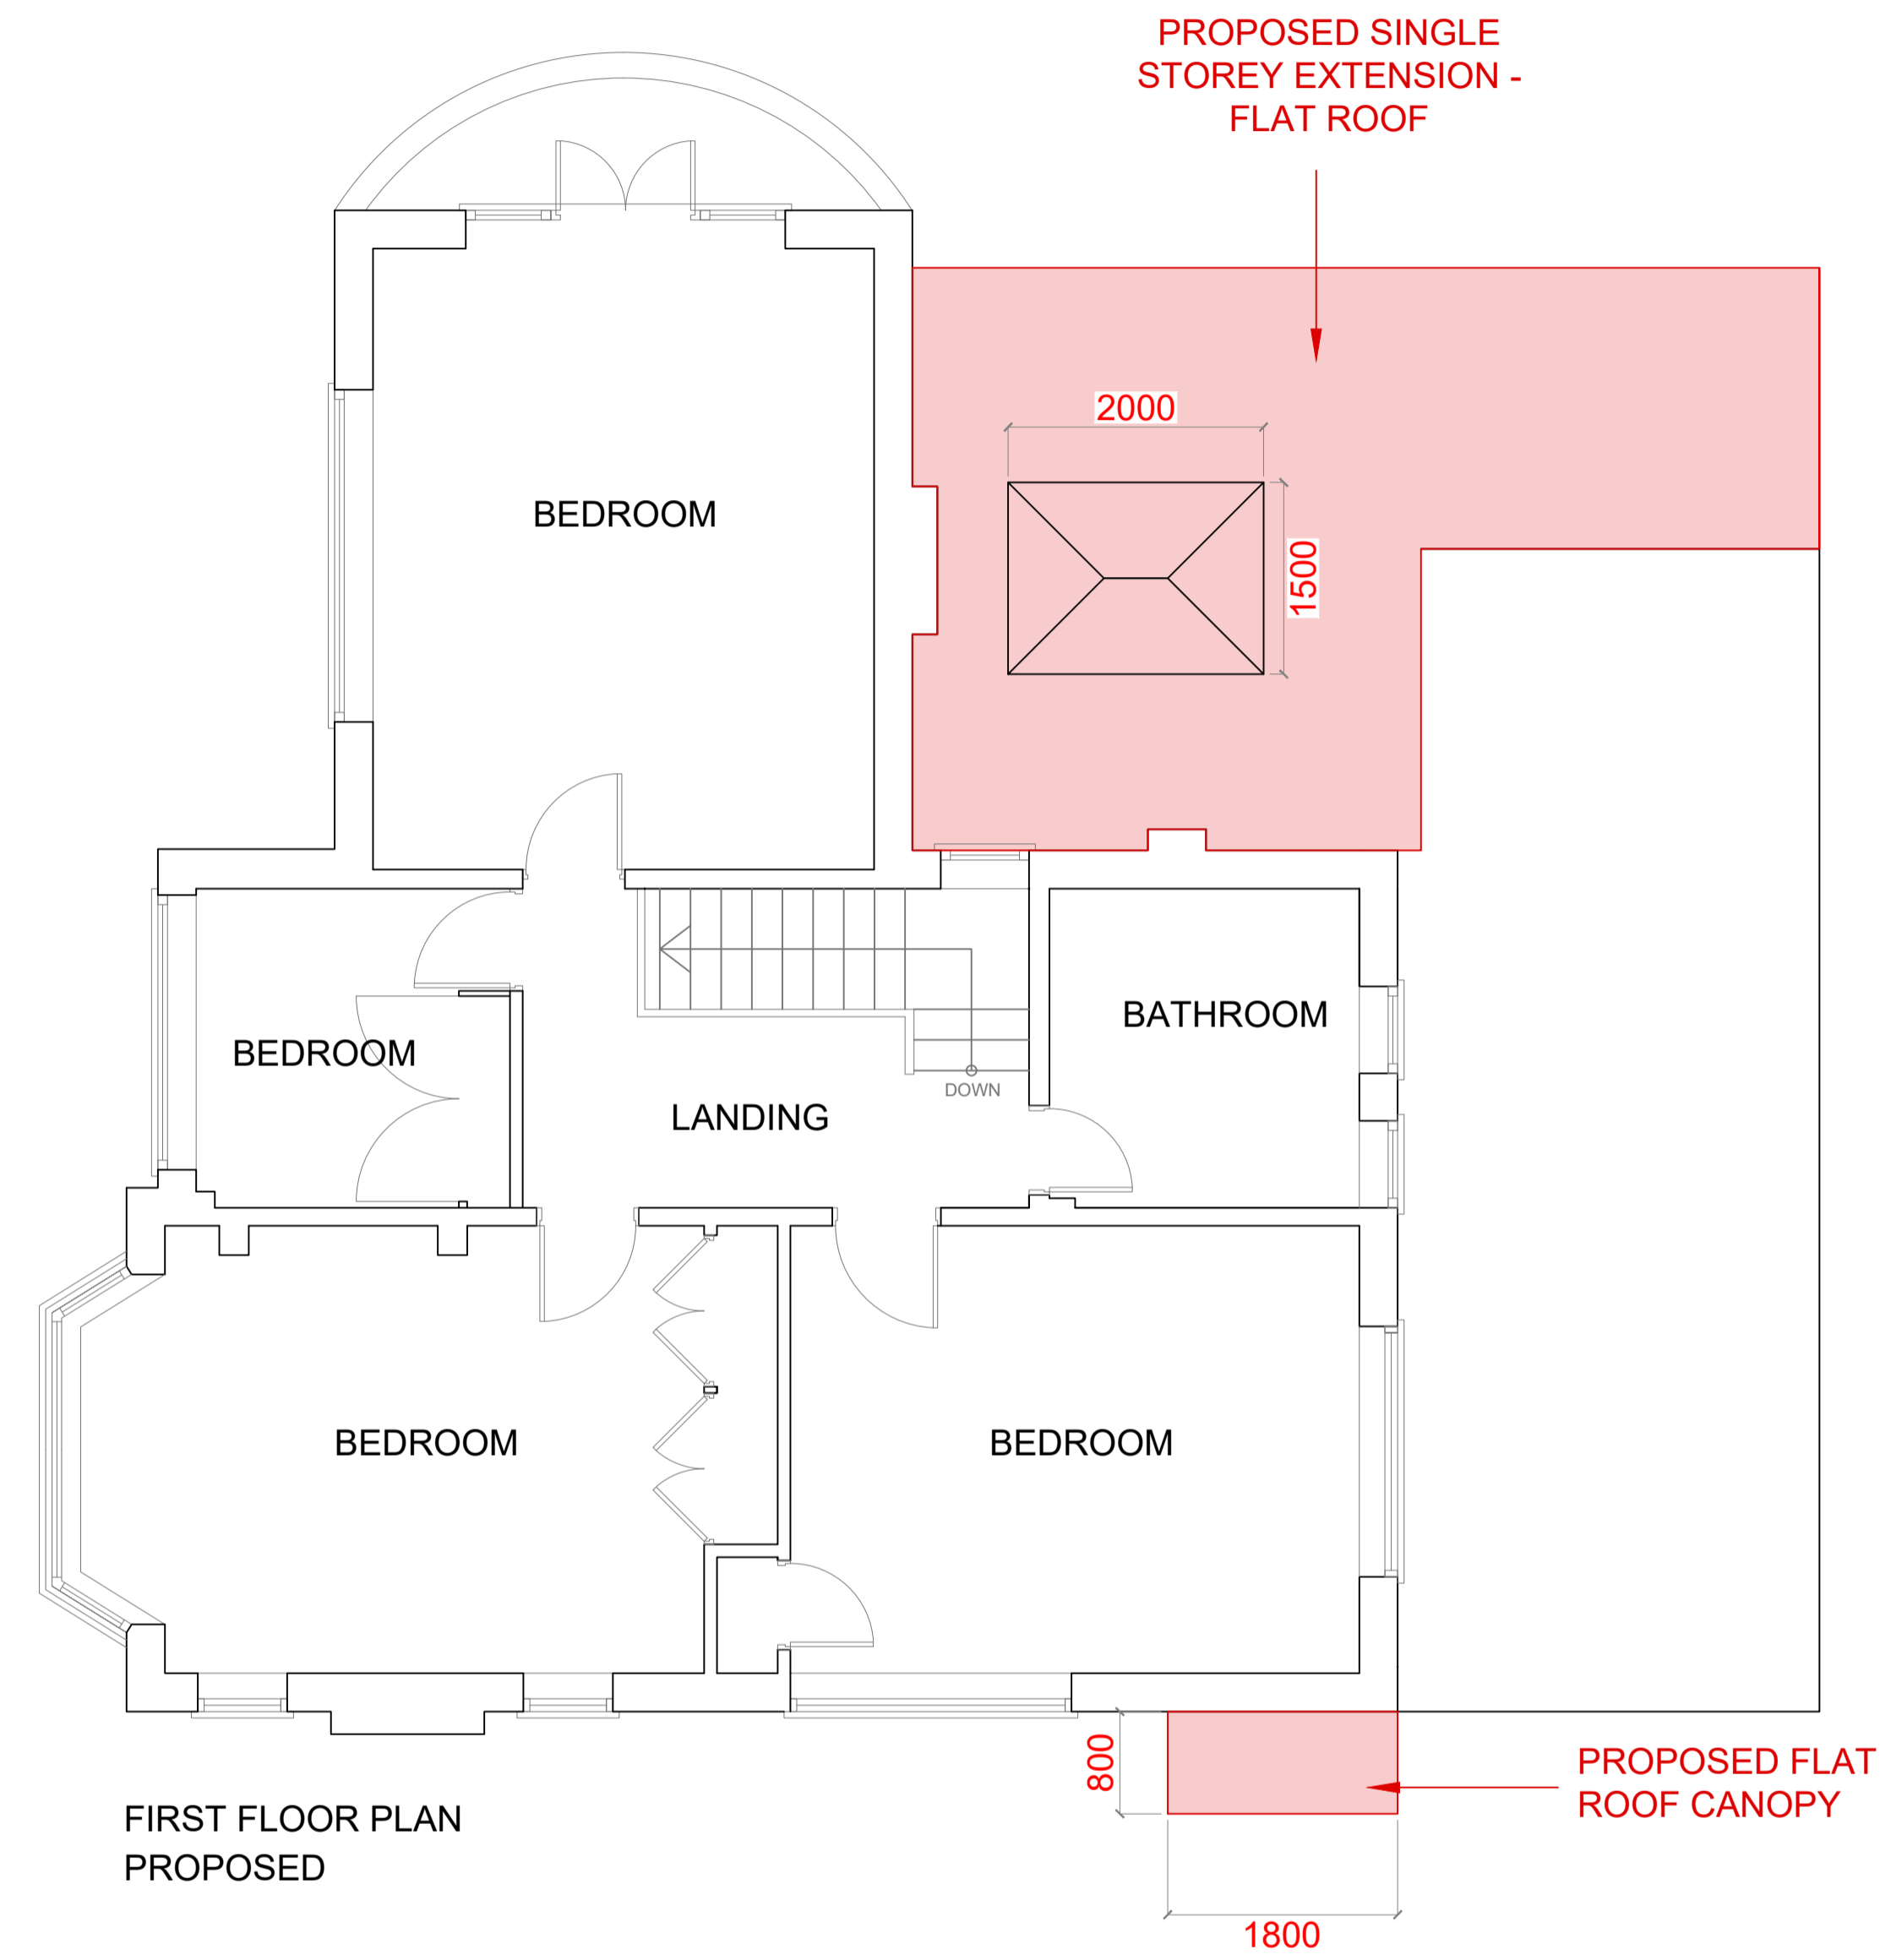 PROPOSED SINGLE
STOREY EXTENSION -
FLAT ROOF
2000
1500
BEDROOM
BEDROOM
BATHROOM
DOWN
LANDING
BEDROOM
BEDROOM
800
PROPOSED FLAT
ROOF CANOPY
1800
FIRST FLOOR PLAN
PROPOSED